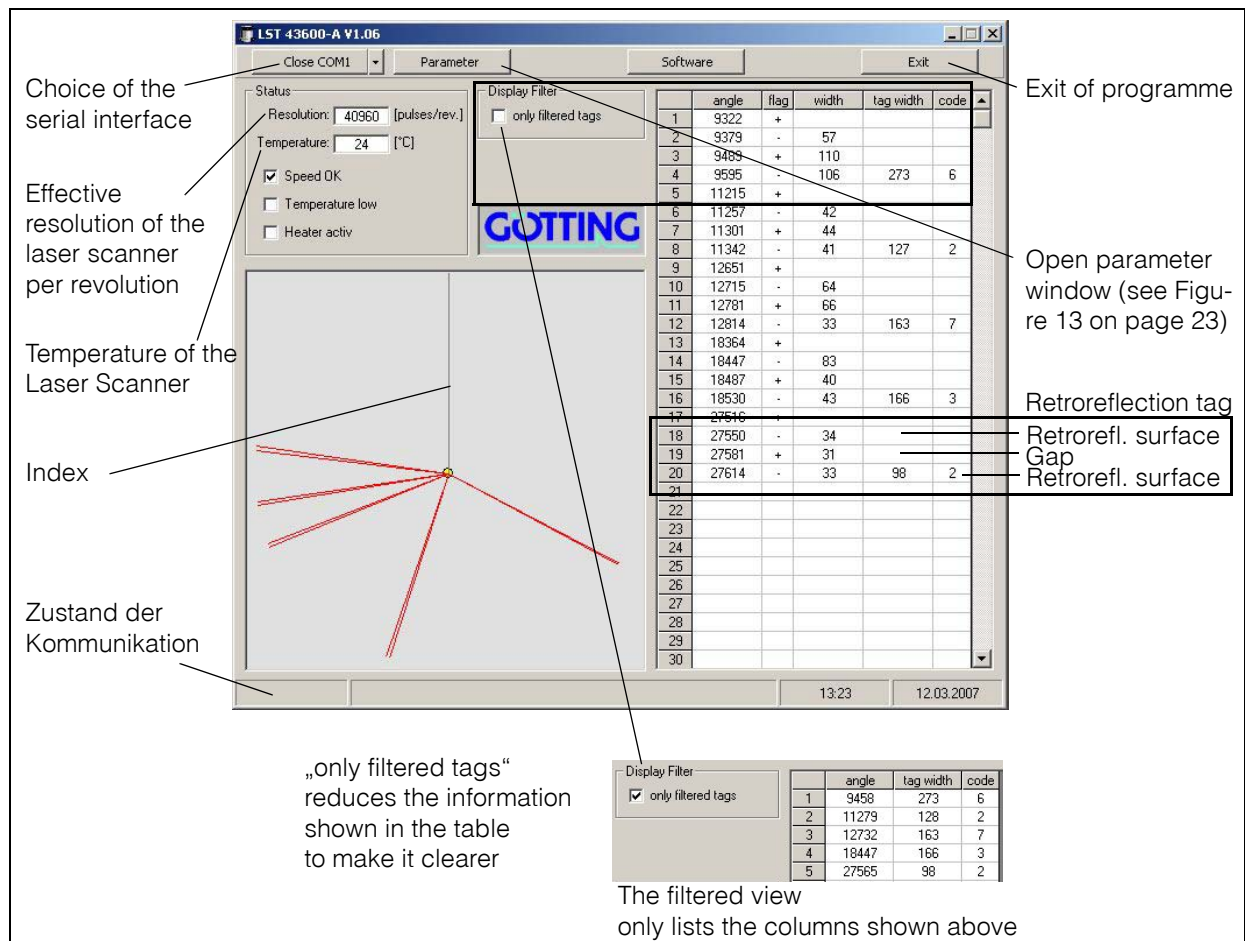 LST 43600-A V1.06
Close COM1 Parameter Software Exit
Choice of the
serial interface
Effective
resolution of the
laser scanner
per revolution
Temperature of the
Laser Scanner
Index
Zustand der
Kommunikation
Status
Resolution: 40960 [pulses/rev.]
Temperature: 24 [°C]
Speed OK
Temperature low
Heater activ
Display Filter
only filtered tags
GÖTTING
angle flag width tag width code
1 9322 +
2 9379 - 57
3 9489 + 110
4 9595 - 106 273 6
5 11215 +
6 11257 - 42
7 11301 + 44
8 11342 - 41 127 2
9 12651 +
10 12715 - 64
11 12781 + 66
12 12814 - 33 163 7
13 18364 +
14 18447 - 83
15 18487 + 40
16 18530 - 43 166 3
17 27516 +
18 27550 - 34
19 27581 + 31
20 27614 - 33 98 2
21
22
23
24
25
26
27
28
29
30
13:23 12.03.2007
Exit of programme
Open parameter
window (see Figu-
re 13 on page 23)
Retroreflection tag
Retrorefl. surface
Gap
Retrorefl. surface
„only filtered tags“
reduces the information
shown in the table
to make it clearer
Display Filter
only filtered tags
angle tag width code
1 9458 273 6
2 11279 128 2
3 12732 163 7
4 18447 166 3
5 27565 98 2
The filtered view
only lists the columns shown above